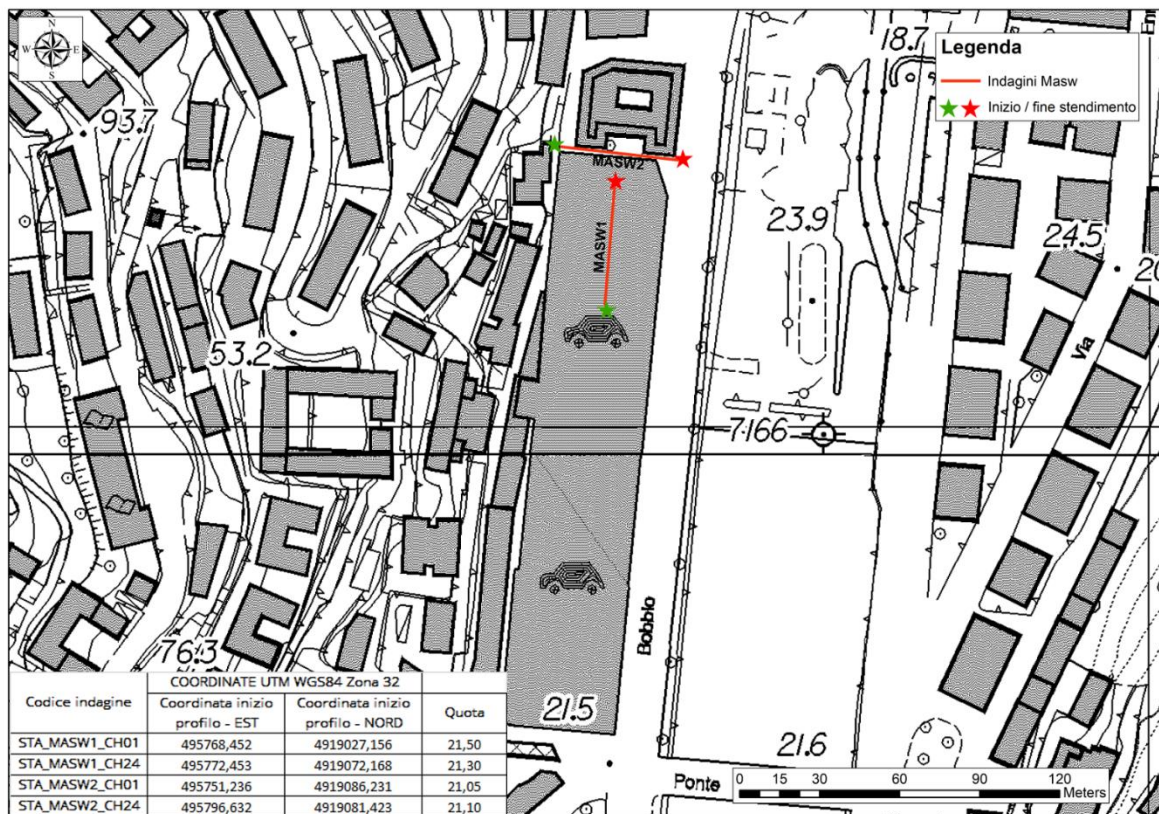 N
W E
S
93.7
18.7
Legenda
Indagini Masw
Inizio / fine stendimento
MASW2
MASW1
23.9
24.5
20
Via
53.2
7166
Bobbio
76.3
21.5
21.6
Ponte
0 15 30 60 90 120
Meters
COORDINATE UTM WGS84 Zona 32
Codice indagine Coordinata inizio profilo - EST Coordinata inizio profilo - NORD Quota
STA_MASW1_CH01 495768,452 4919027,156 21,50
STA_MASW1_CH24 495772,453 4919072,168 21,30
STA_MASW2_CH01 495751,236 4919086,231 21,05
STA_MASW2_CH24 495796,632 4919081,423 21,10